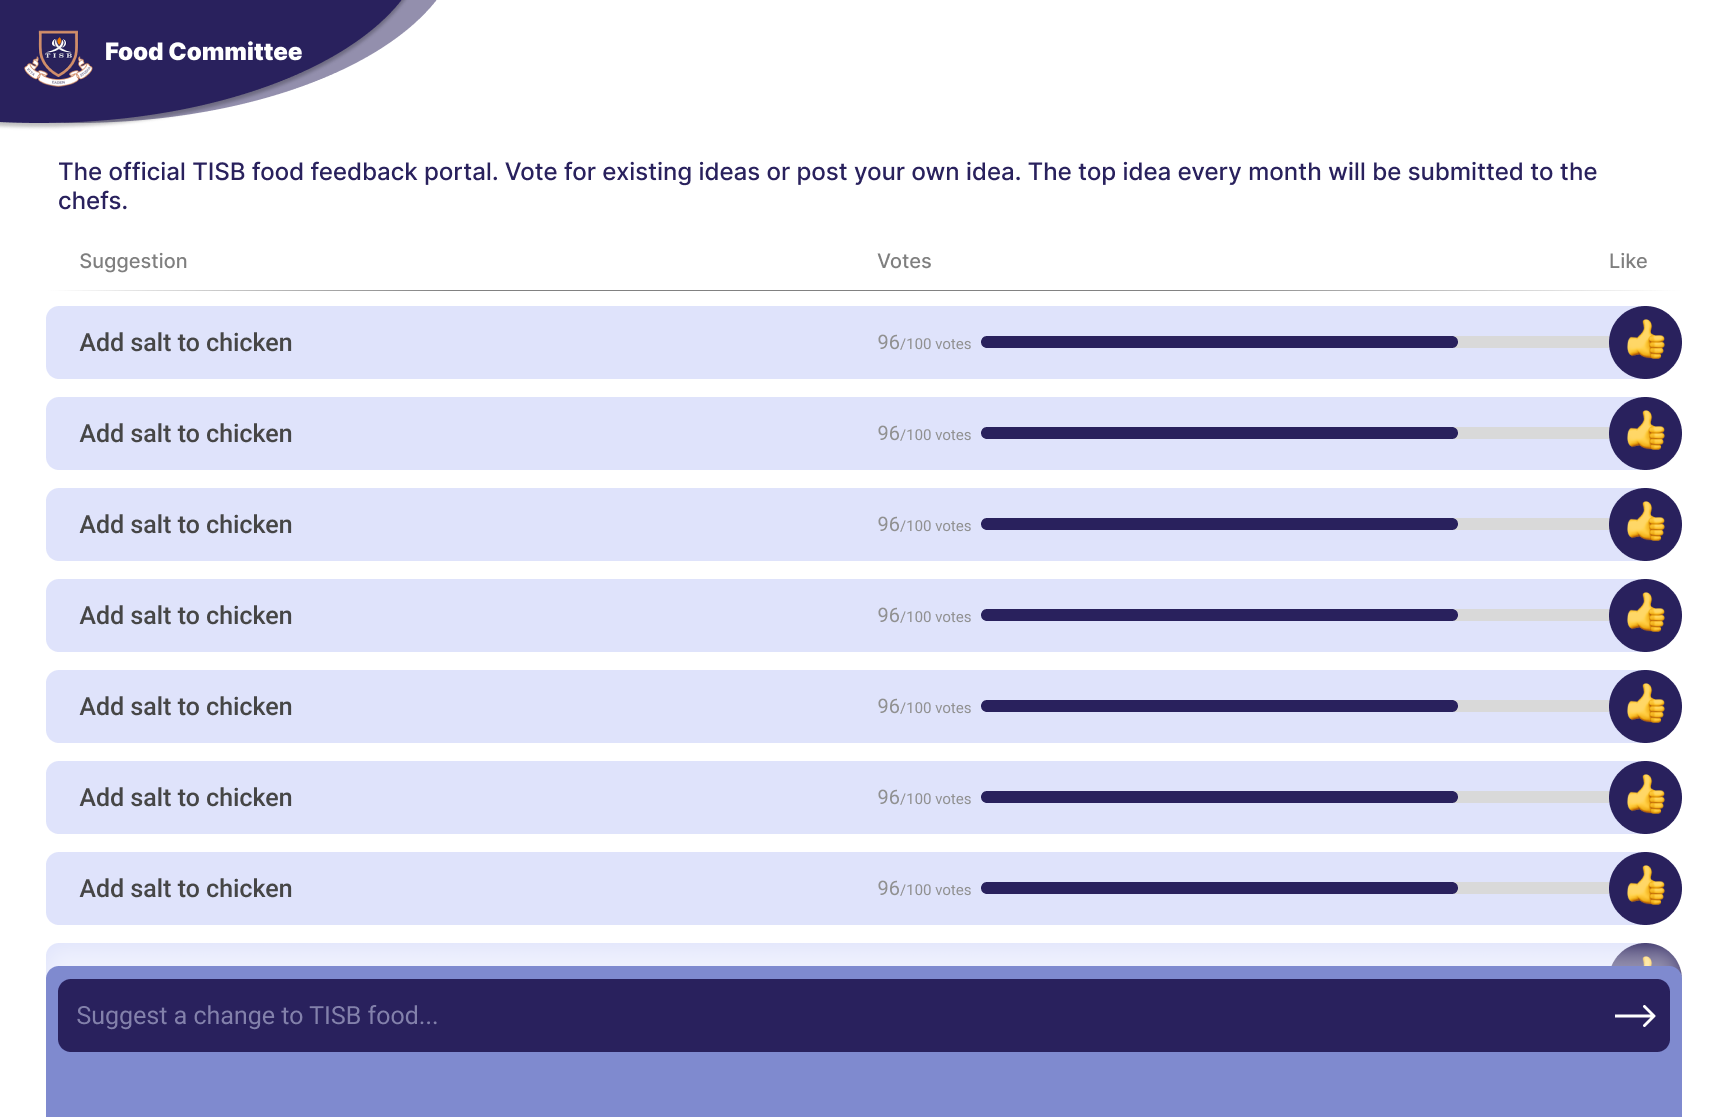 TISB
Food Committee
The official TISB food feedback portal. Vote for existing ideas or post your own idea. The top idea every month will be submitted to the
chefs.
Suggestion Votes Like
Add salt to chicken 96/100 votes
Add salt to chicken 96/100 votes
Add salt to chicken 96/100 votes
Add salt to chicken 96/100 votes
Add salt to chicken 96/100 votes
Add salt to chicken 96/100 votes
Add salt to chicken 96/100 votes
Suggest a change to TISB food...